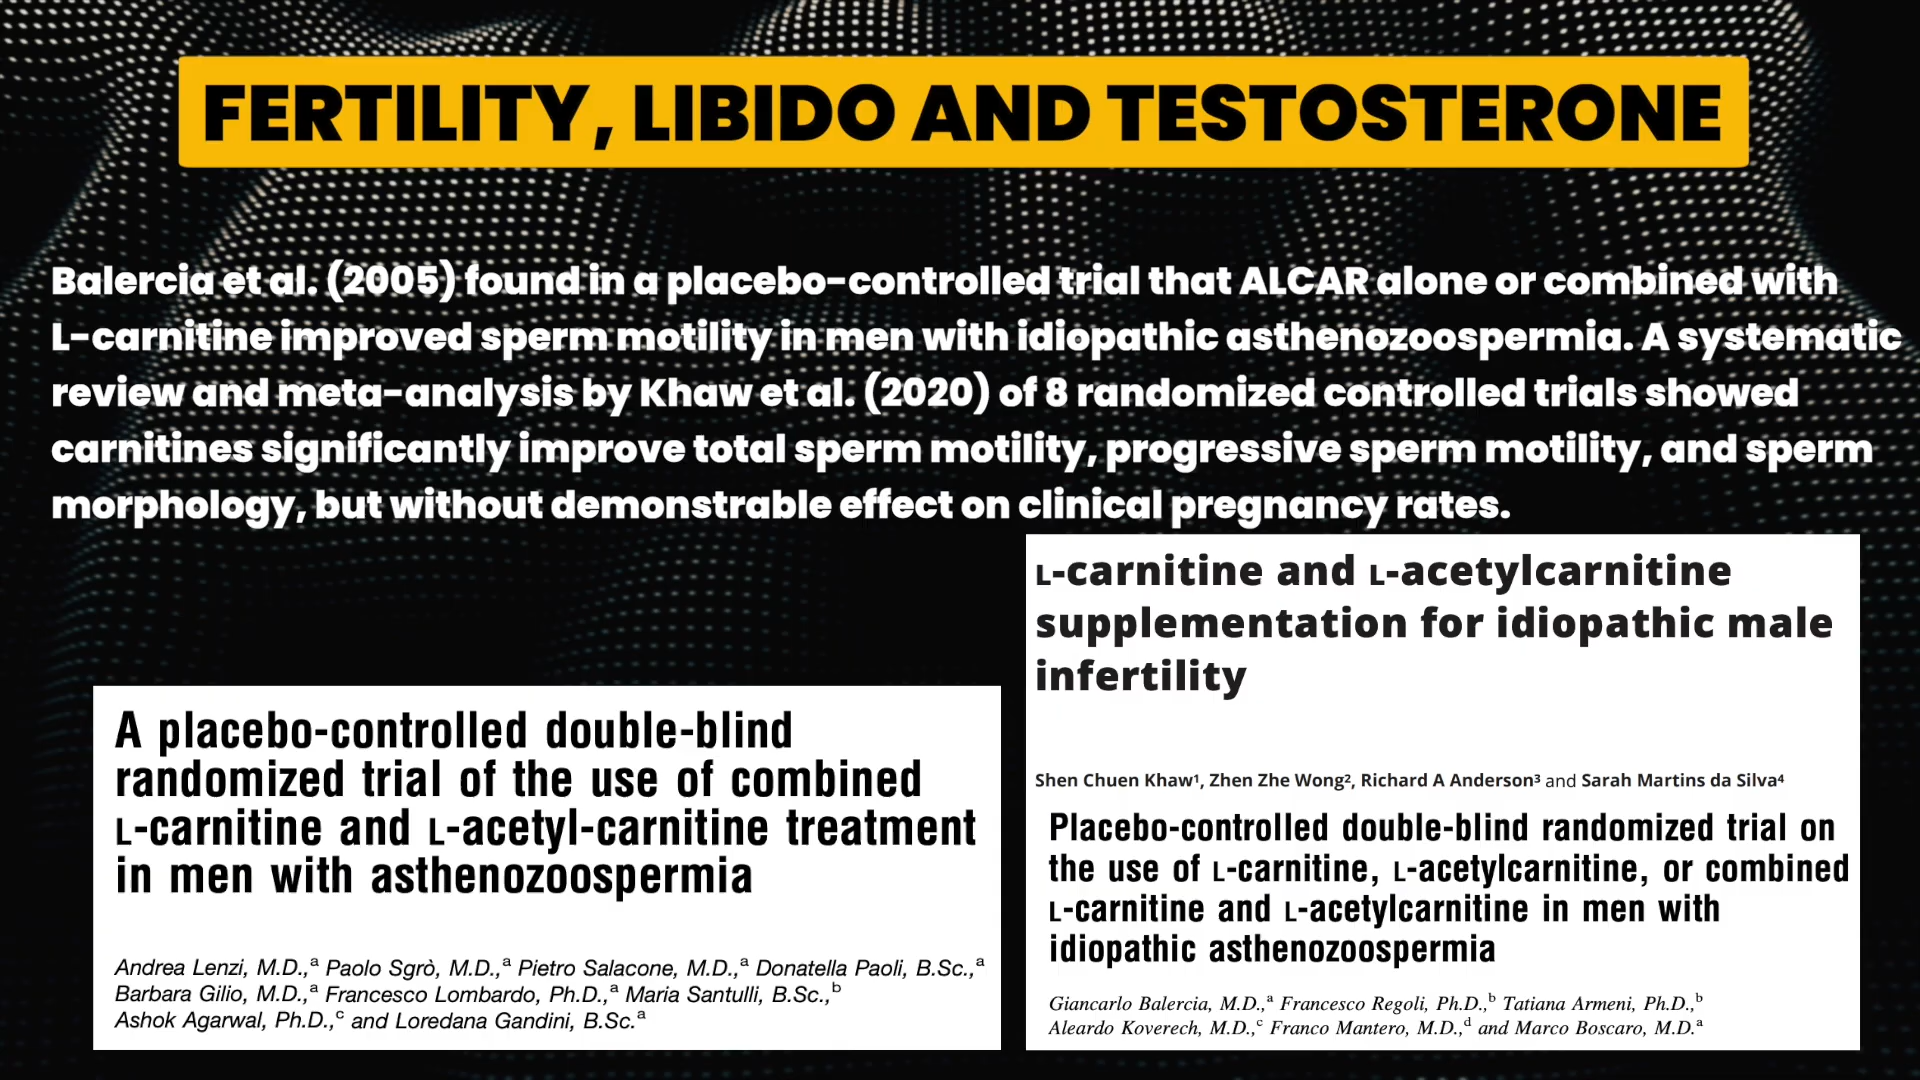 FERTILITY, LIBIDO AND TESTOSTERONE
Balercia et al. (2005) found in a placebo-controlled trial that ALCAR alone or combined with
L-carnitine improved sperm motility in men with idiopathic asthenozoospermia. A systematic
review and meta-analysis by Khaw et al. (2020) of 8 randomized controlled trials showed
carnitines significantly improve total sperm motility, progressive sperm motility, and sperm
morphology, but without demonstrable effect on clinical pregnancy rates.
A placebo-controlled double-blind
randomized trial of the use of combined
L-carnitine and L-acetyl-carnitine treatment
in men with asthenozoospermia
Andrea Lenzi, M.D.,ª Paolo Sgrò, M.D.,ª Pietro Salacone, M.D.,ª Donatella Paoli, B.Sc.,ª
Barbara Gilio, M.D.,ª Francesco Lombardo, Ph.D.,ª Maria Santulli, B.Sc.,ᵇ
Ashok Agarwal, Ph.D.,ᶜ and Loredana Gandini, B.Sc.ª
L-carnitine and L-acetylcarnitine
supplementation for idiopathic male
infertility
Shen Chuen Khaw¹, Zhen Zhe Wong², Richard A Anderson³ and Sarah Martins da Silva⁴
Placebo-controlled double-blind randomized trial on
the use of L-carnitine, L-acetylcarnitine, or combined
L-carnitine and L-acetylcarnitine in men with
idiopathic asthenozoospermia
Giancarlo Balercia, M.D.,ª Francesco Regoli, Ph.D.,ᵇ Tatiana Armeni, Ph.D.,ᵇ
Aleardo Koverech, M.D.,ᶜ Franco Mantero, M.D.,ᵈ and Marco Boscaro, M.D.ª